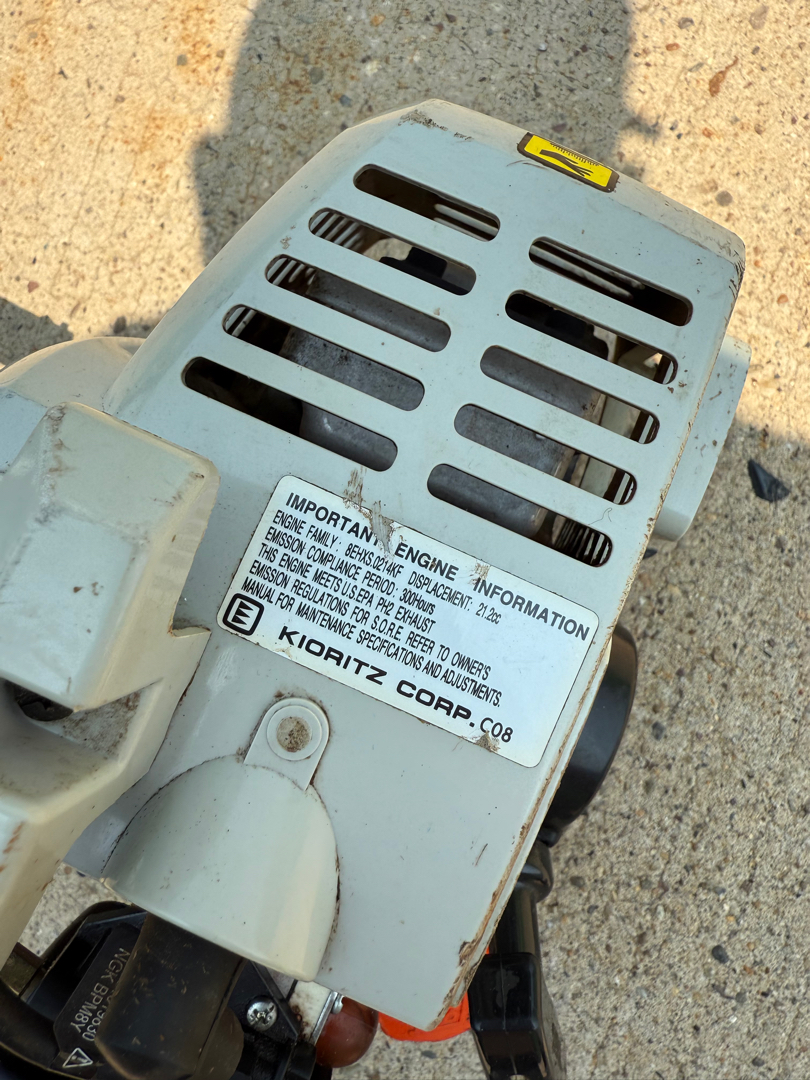 IMPORTANT ENGINE INFORMATION
ENGINE FAMILY: 8EHXS.0214KF DISPLACEMENT: 21.2cc
EMISSION COMPLIANCE PERIOD: 300Hours
THIS ENGINE MEETS U.S.EPA PH2 EXHAUST
EMISSION REGULATIONS FOR S.O.R.E. REFER TO OWNER'S
MANUAL FOR MAINTENANCE SPECIFICATIONS AND ADJUSTMENTS.
E KIORITZ CORP. C08
NGK BPM8Y